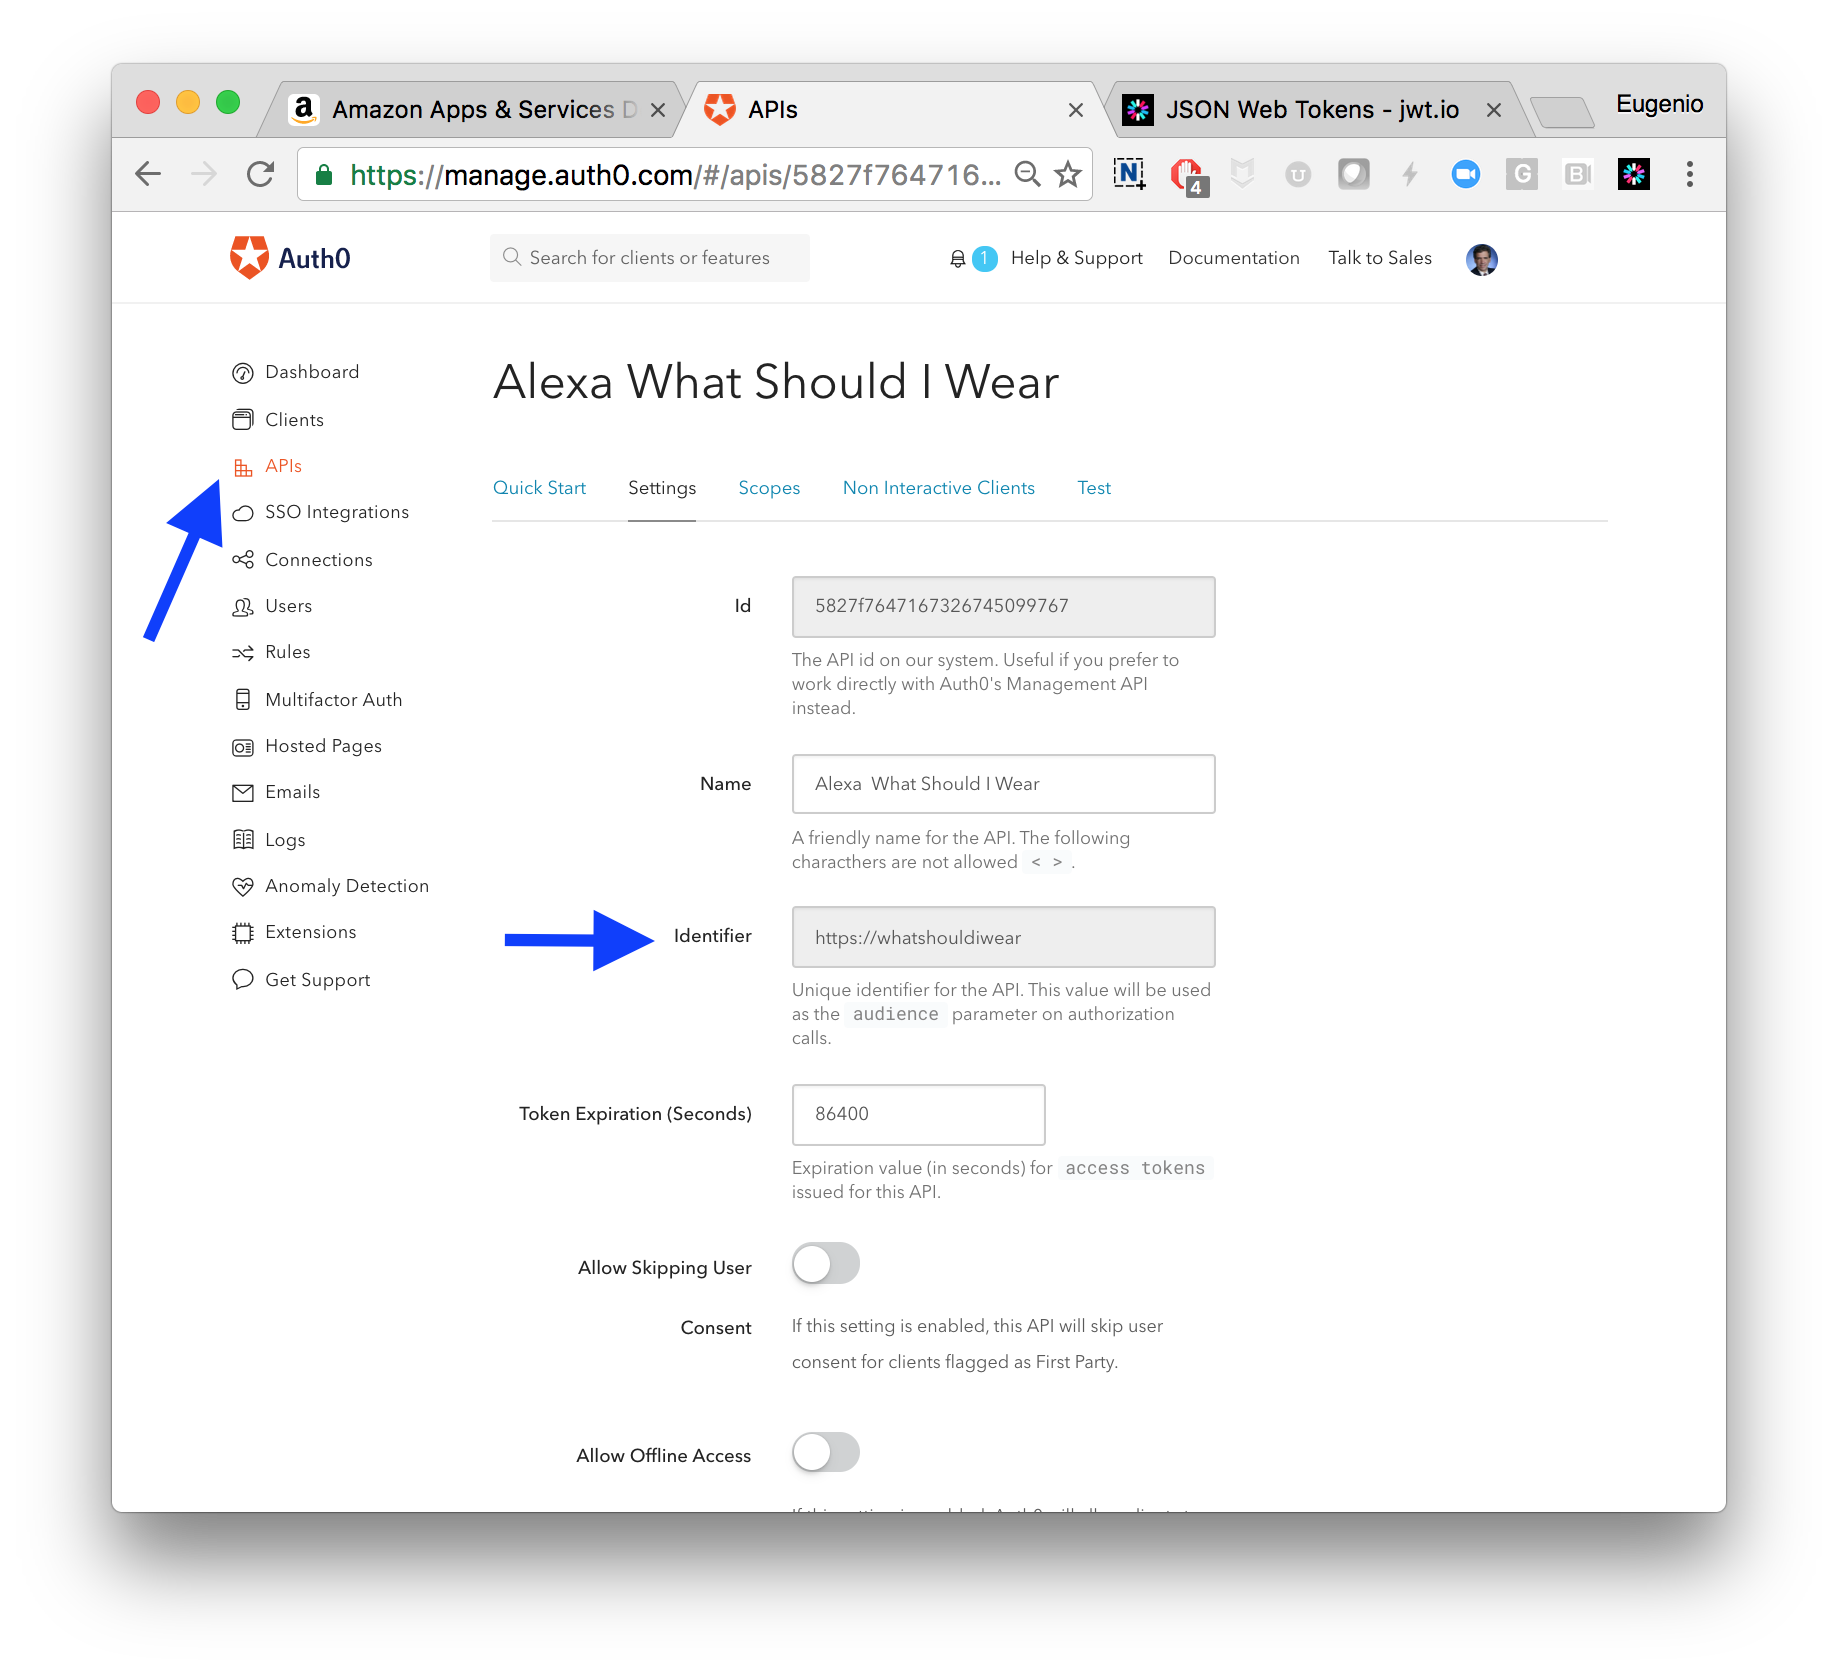 Amazon Apps & Services D
APIs
JSON Web Tokens - jwt.io
Eugenio
https://manage.auth0.com/#/apis/5827f764716...
4
Auth0
Search for clients or features
1
Help & Support
Documentation
Talk to Sales
Dashboard
Clients
APIs
SSO Integrations
Connections
Users
Rules
Multifactor Auth
Hosted Pages
Emails
Logs
Anomaly Detection
Extensions
Get Support
Alexa What Should I Wear
Quick Start
Settings
Scopes
Non Interactive Clients
Test
Id
5827f7647167326745099767
The API id on our system. Useful if you prefer to
work directly with Auth0's Management API
instead.
Name
Alexa  What Should I Wear
A friendly name for the API. The following
characthers are not allowed < > .
Identifier
https://whatshouldiwear
Unique identifier for the API. This value will be used
as the audience parameter on authorization
calls.
Token Expiration (Seconds)
86400
Expiration value (in seconds) for access tokens
issued for this API.
Allow Skipping User
Consent
If this setting is enabled, this API will skip user
consent for clients flagged as First Party.
Allow Offline Access